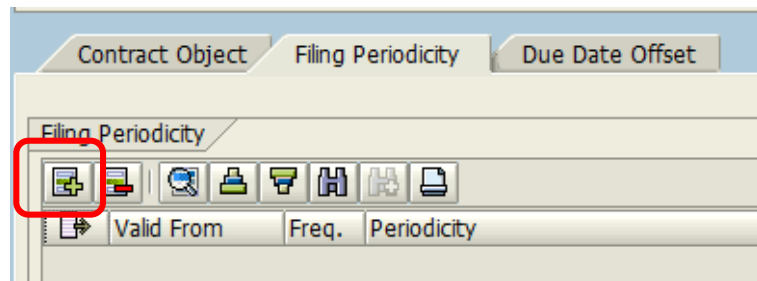 Contract Object Filing Periodicity Due Date Offset
Filing Periodicity
Valid From Freq. Periodicity